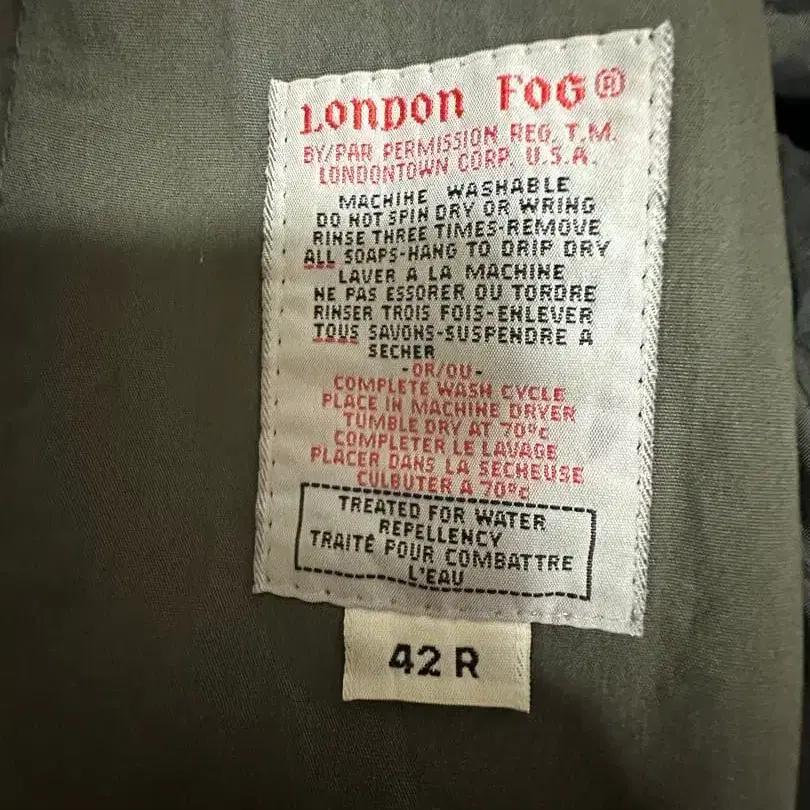 LONDON FOG®
BY/PAR PERMISSION REG. T.M.
LONDONTOWN CORP. U.S.A.
MACHINE WASHABLE
DO NOT SPIN DRY OR WRING
RINSE THREE TIMES-REMOVE
ALL SOAPS-HANG TO DRIP DRY
LAVER A LA MACHINE
NE PAS ESSORER OU TORDRE
RINSER TROIS FOIS-ENLEVER
TOUS SAVONS-SUSPENDRE A
SECHER
-OR/OU-
COMPLETE WASH CYCLE
PLACE IN MACHINE DRYER
TUMBLE DRY AT 70°C
COMPLETER LE LAVAGE
PLACER DANS LA SECHEUSE
CULBUTER A 70°C
TREATED FOR WATER
REPELLENCY
TRAITÉ POUR COMBATTRE
L'EAU
42 R